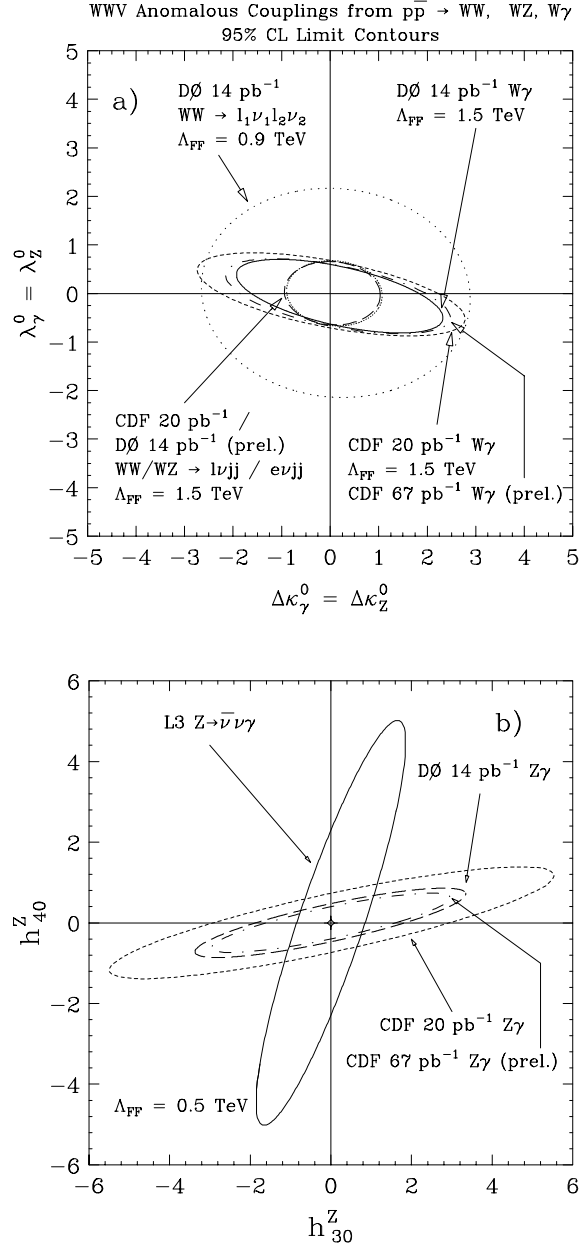 WWV Anomalous Couplings from pp̅ → WW, WZ, Wγ
95% CL Limit Contours
a)
DØ 14 pb⁻¹
WW → l₁ν₁l₂ν₂
Λ_FF = 0.9 TeV
DØ 14 pb⁻¹ Wγ
Λ_FF = 1.5 TeV
CDF 20 pb⁻¹ /
DØ 14 pb⁻¹ (prel.)
WW/WZ → lνjj / eνjj
Λ_FF = 1.5 TeV
CDF 20 pb⁻¹ Wγ
Λ_FF = 1.5 TeV
CDF 67 pb⁻¹ Wγ (prel.)
5
4
3
2
1
0
−1
−2
−3
−4
−5
λ_γ⁰ = λ_Z⁰
−5 −4 −3 −2 −1 0 1 2 3 4 5
Δκ_γ⁰ = Δκ_Z⁰
b)
L3 Z→ν̅νγ
DØ 14 pb⁻¹ Zγ
CDF 20 pb⁻¹ Zγ
CDF 67 pb⁻¹ Zγ (prel.)
Λ_FF = 0.5 TeV
6
4
2
0
−2
−4
−6
h_40^Z
−6 −4 −2 0 2 4 6
h_30^Z